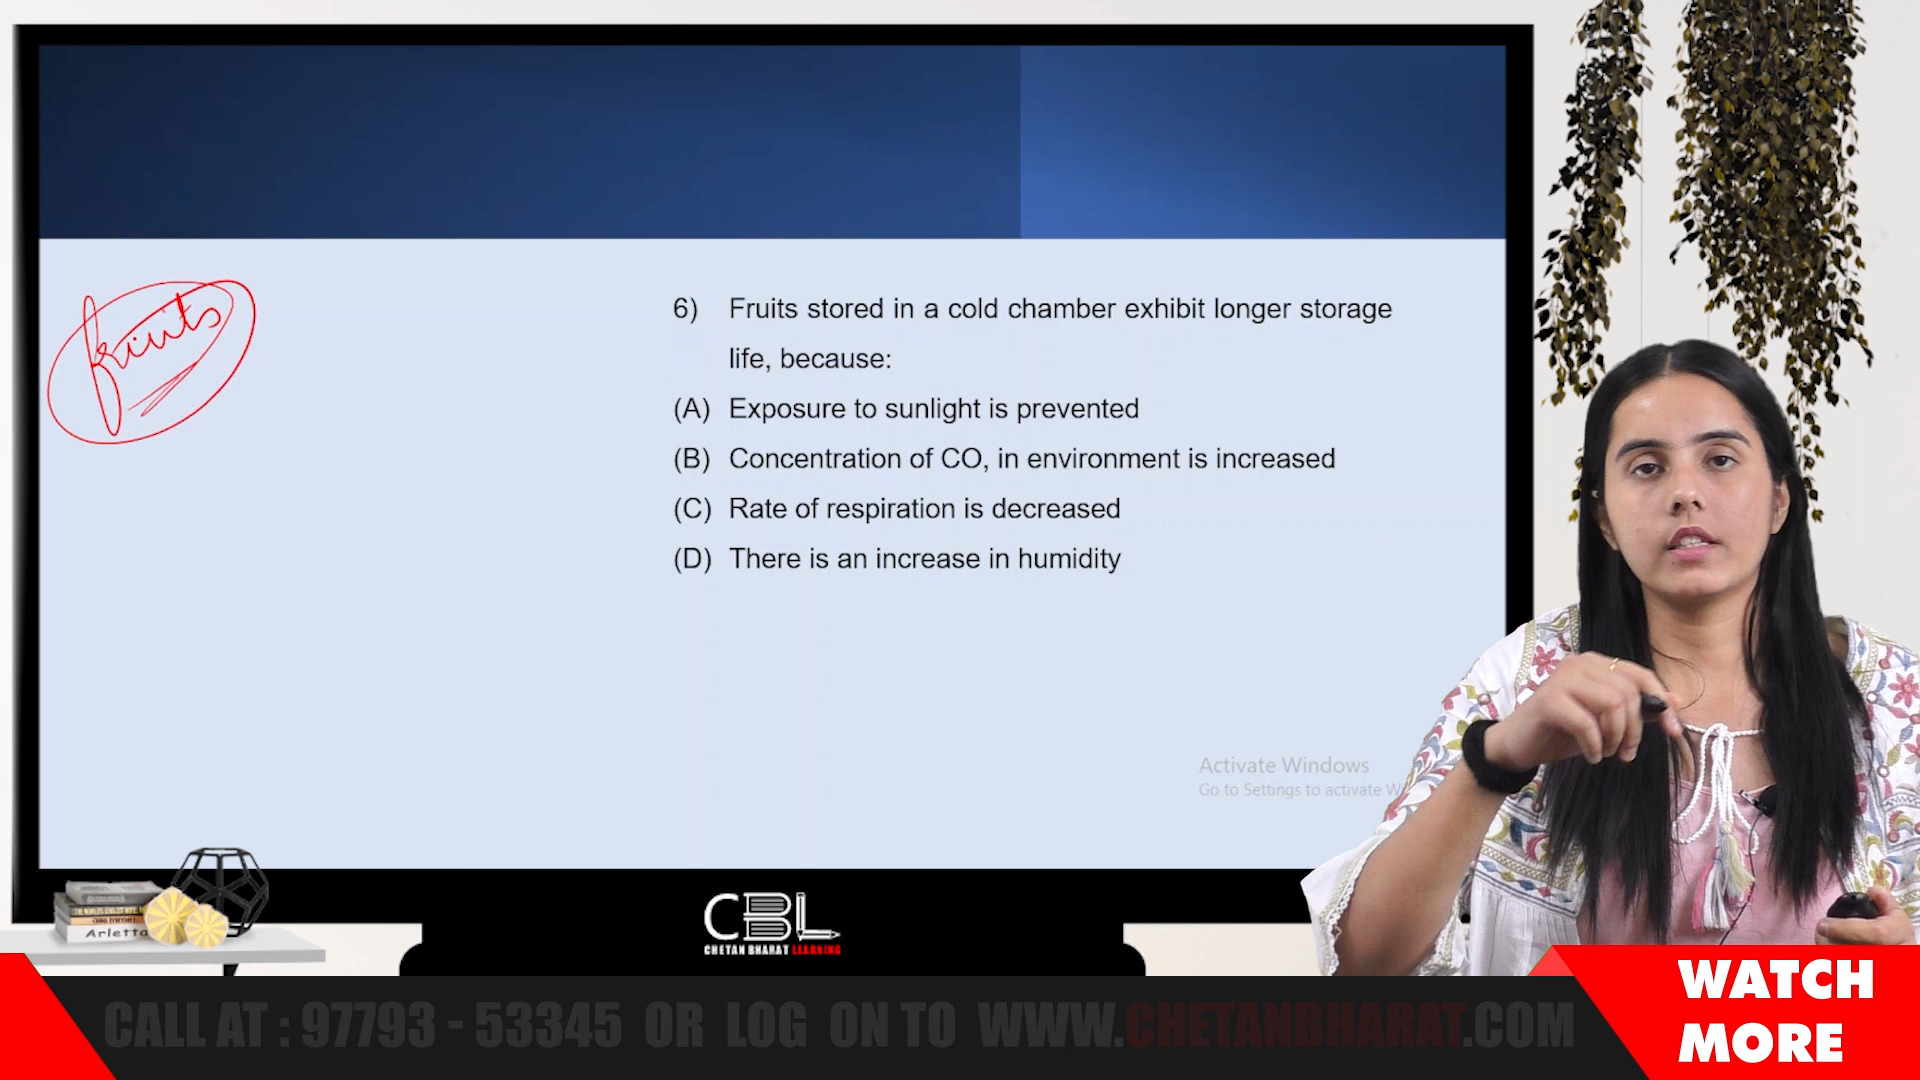 fruits
6) Fruits stored in a cold chamber exhibit longer storage
life, because:
(A) Exposure to sunlight is prevented
(B) Concentration of CO, in environment is increased
(C) Rate of respiration is decreased
(D) There is an increase in humidity
Activate Windows
Go to Settings to activate W
Arletta
CBL
CHETAN BHARAT LEARNING
CALL AT : 97793 - 53345 OR LOG ON TO WWW.CHETANBHARAT.COM
WATCH
MORE